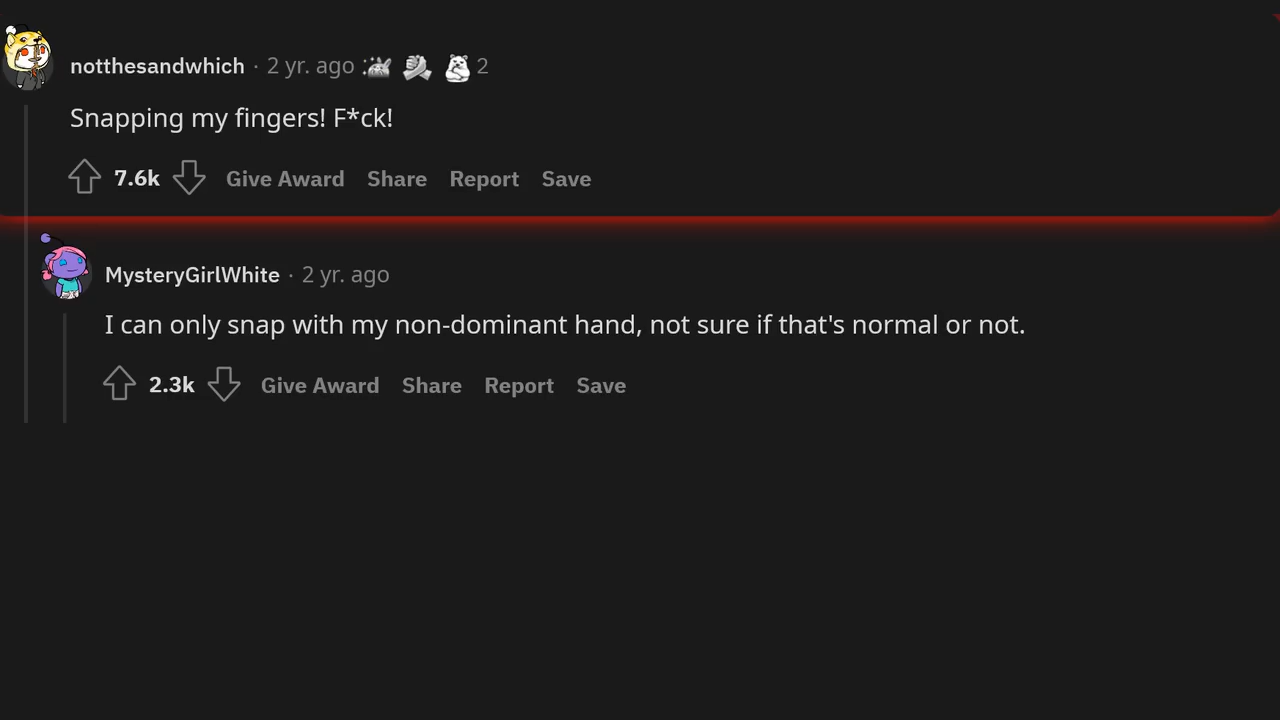 notthesandwhich · 2 yr. ago 2
Snapping my fingers! F*ck!
7.6k Give Award Share Report Save
MysteryGirlWhite · 2 yr. ago
I can only snap with my non-dominant hand, not sure if that's normal or not.
2.3k Give Award Share Report Save